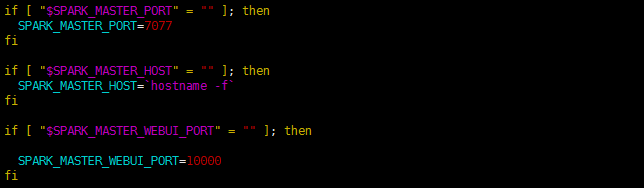 if [ "$SPARK_MASTER_PORT" = "" ]; then
  SPARK_MASTER_PORT=7077
fi

if [ "$SPARK_MASTER_HOST" = "" ]; then
  SPARK_MASTER_HOST=`hostname -f`
fi

if [ "$SPARK_MASTER_WEBUI_PORT" = "" ]; then

  SPARK_MASTER_WEBUI_PORT=10000
fi